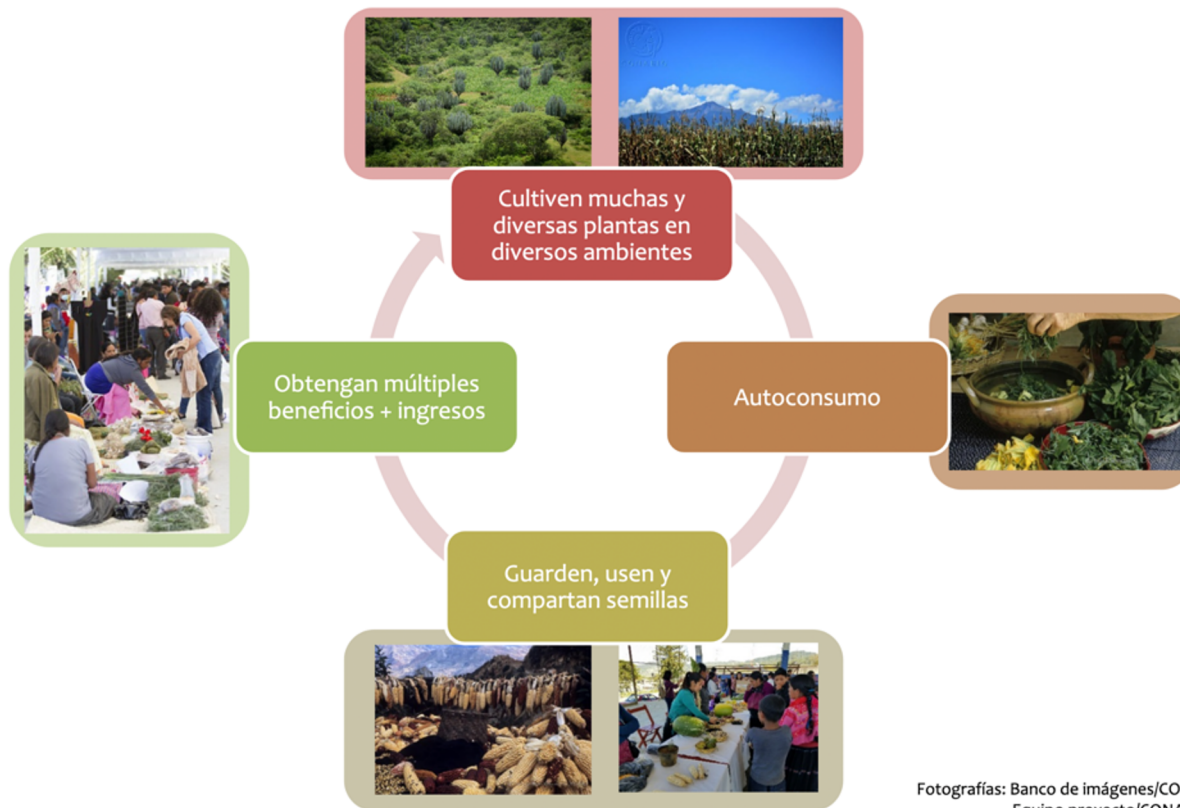 Cultiven muchas y
diversas plantas en
diversos ambientes
Obtengan múltiples
beneficios + ingresos
Autoconsumo
Guarden, usen y
compartan semillas
Fotografías: Banco de imágenes/CO